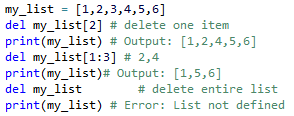 my_list = [1,2,3,4,5,6]
del my_list[2] # delete one item
print(my_list) # Output: [1,2,4,5,6]
del my_list[1:3] # 2,4
print(my_list)# Output: [1,5,6]
del my_list       # delete entire list
print(my_list) # Error: List not defined